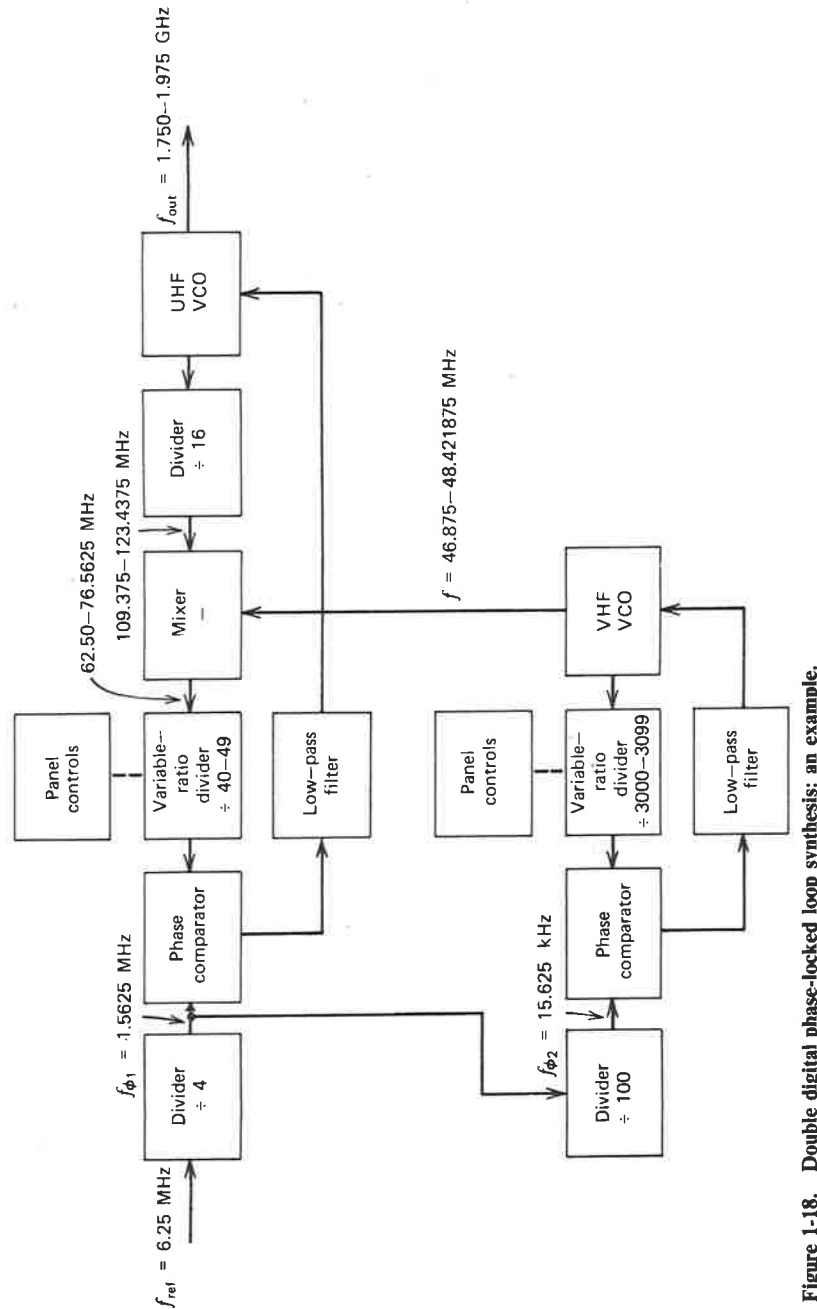 f_ref = 6.25 MHz
Divider
÷ 4
f_ϕ1 = 1.5625 MHz
Phase
comparator
Panel
controls
Variable–
ratio
divider
÷ 40–49
62.50–76.5625 MHz
Mixer
–
109.375–123.4375 MHz
Divider
÷ 16
UHF
VCO
f_out = 1.750–1.975 GHz
Low–pass
filter
f = 46.875–48.421875 MHz
Divider
÷ 100
f_ϕ2 = 15.625 kHz
Phase
comparator
Panel
controls
Variable–
ratio
divider
÷ 3000–3099
VHF
VCO
Low–pass
filter
Figure 1-18. Double digital phase-locked loop synthesis: an example.